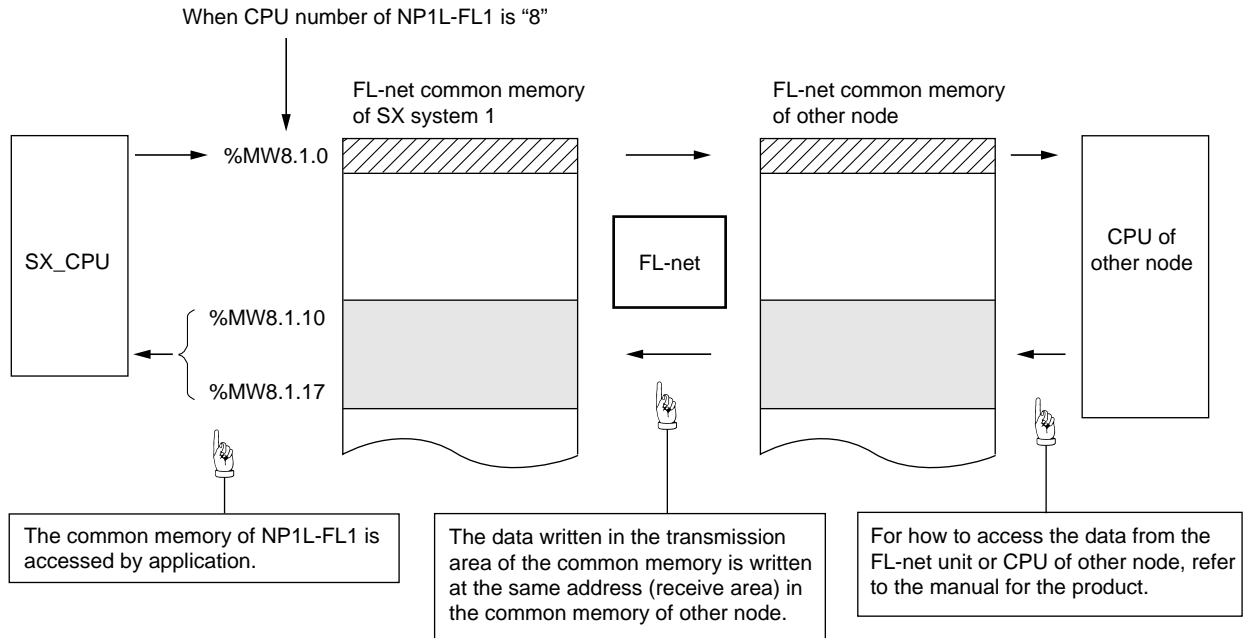 When CPU number of NP1L-FL1 is “8”
FL-net common memory
of SX system 1
FL-net common memory
of other node
%MW8.1.0
SX_CPU
FL-net
CPU of
other node
%MW8.1.10
%MW8.1.17
The common memory of NP1L-FL1 is
accessed by application.
The data written in the transmission
area of the common memory is written
at the same address (receive area) in
the common memory of other node.
For how to access the data from the
FL-net unit or CPU of other node, refer
to the manual for the product.